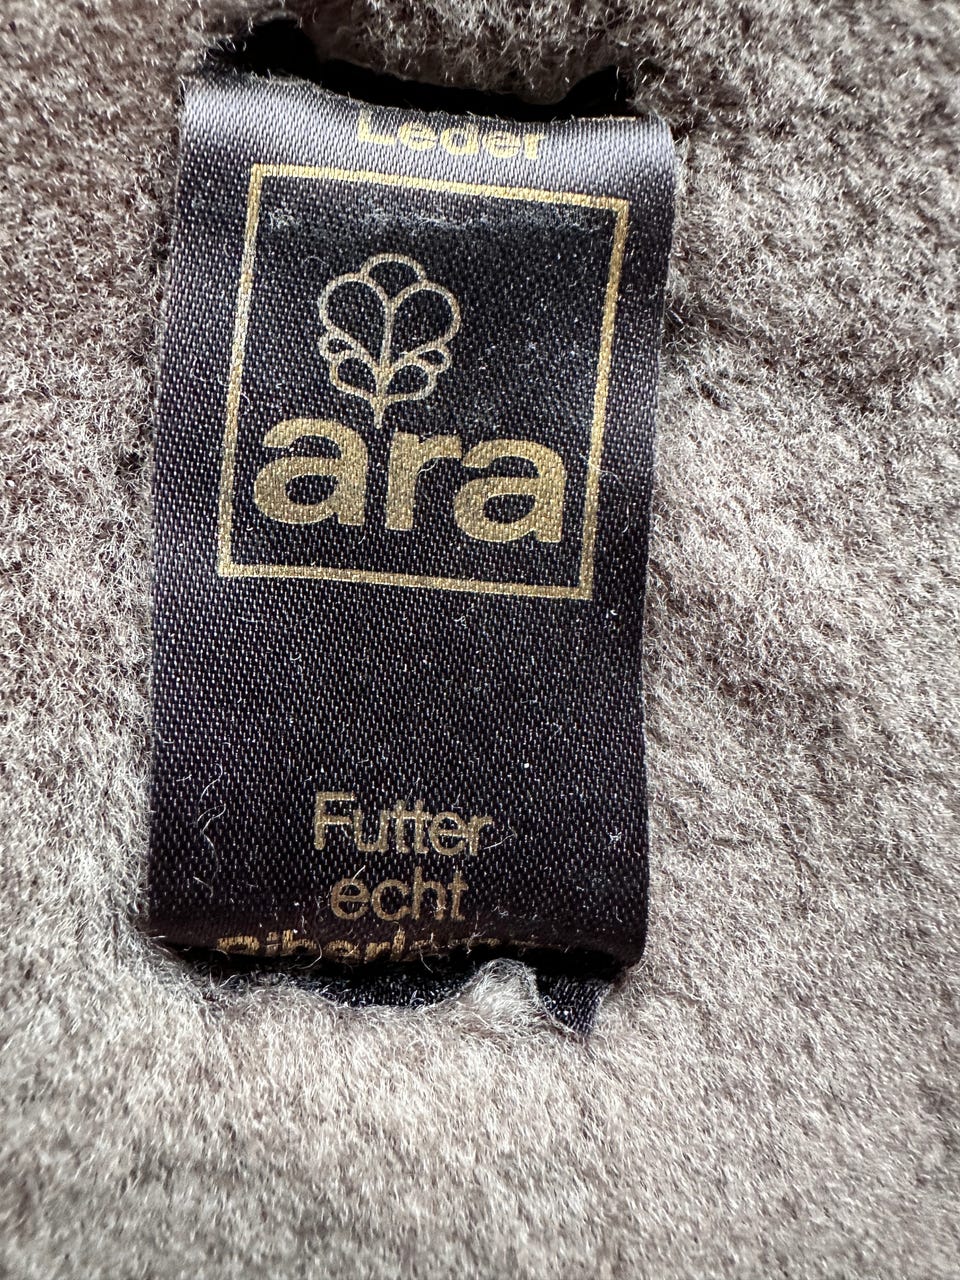 Leder
ara
Futter
echt